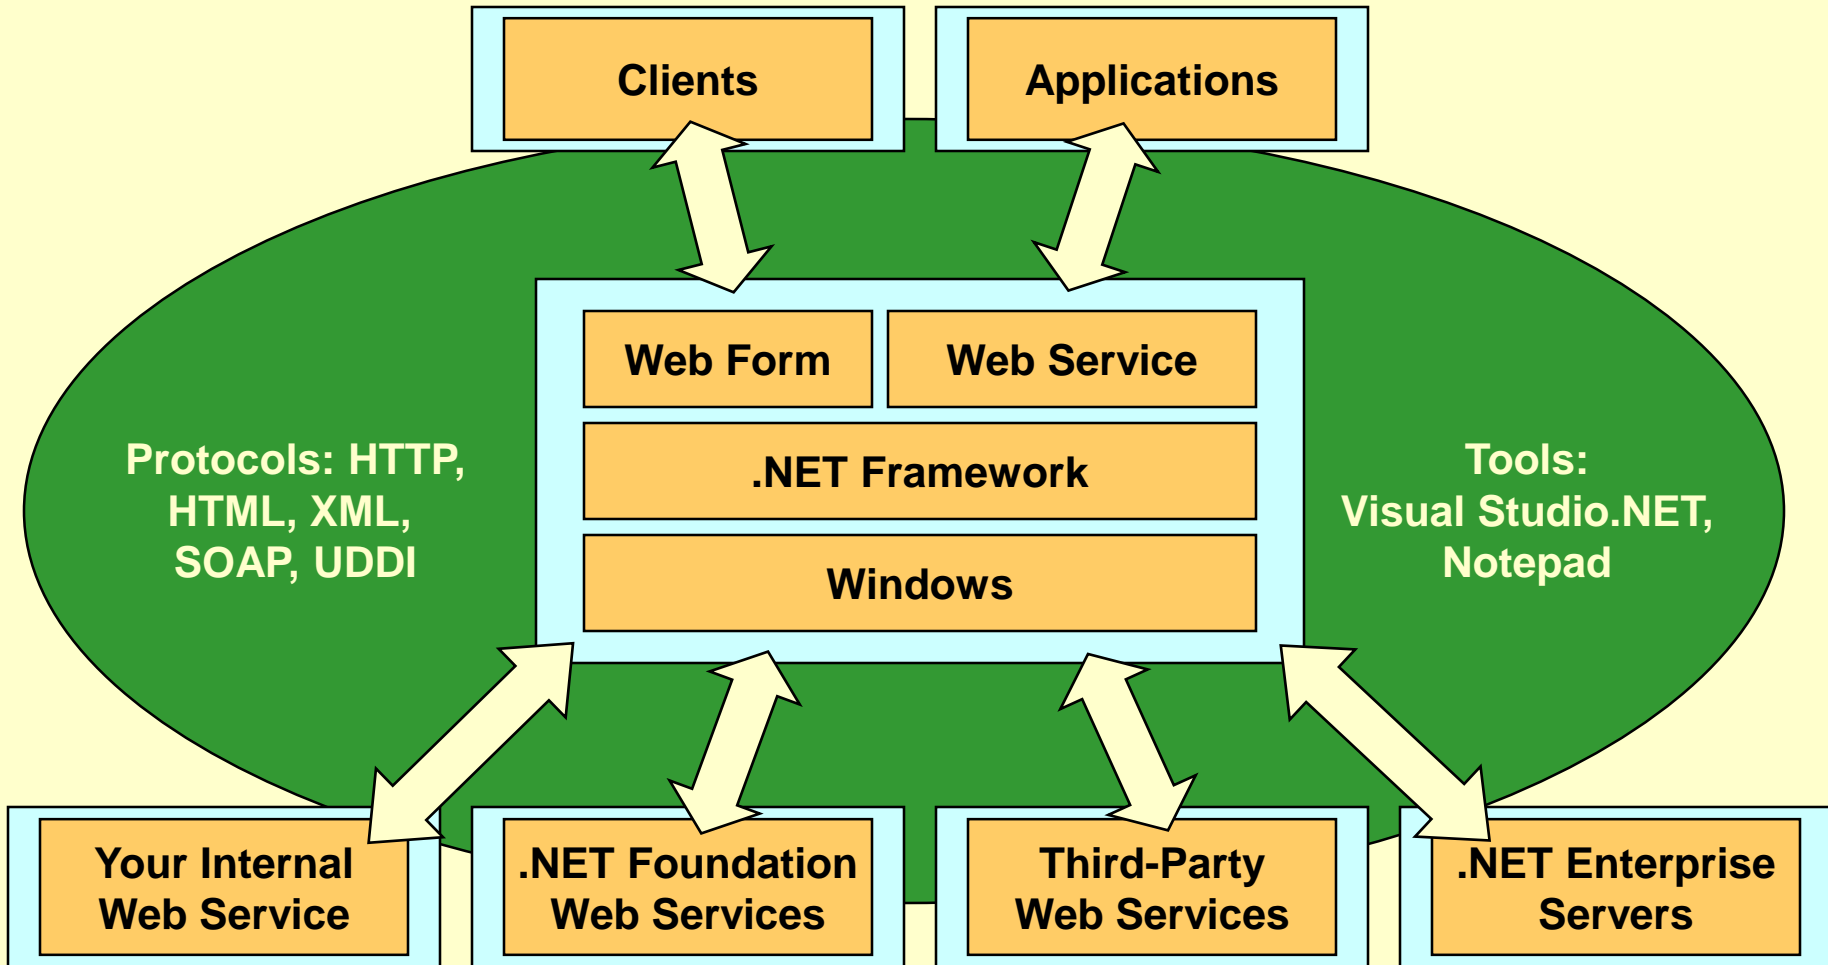 Clients
Applications
Web Form
Web Service
.NET Framework
Windows
Protocols: HTTP,
HTML, XML,
SOAP, UDDI
Tools:
Visual Studio.NET,
Notepad
Your Internal
Web Service
.NET Foundation
Web Services
Third-Party
Web Services
.NET Enterprise
Servers